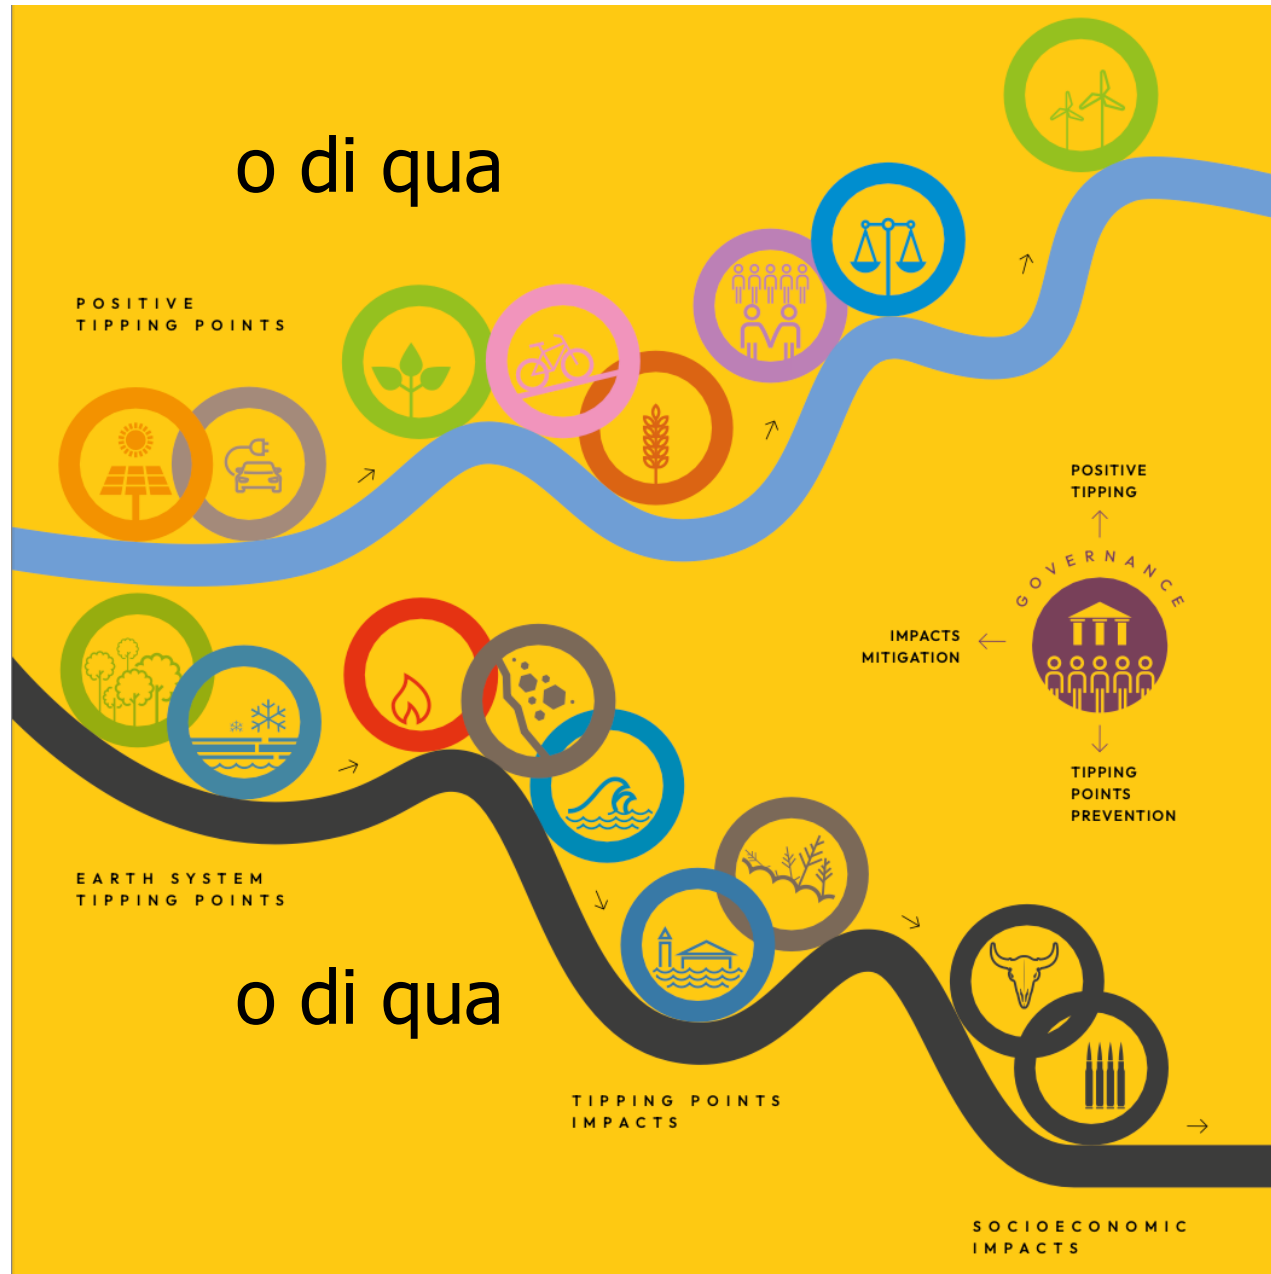 o di qua
POSITIVE
TIPPING POINTS
POSITIVE
TIPPING
GOVERNANCE
IMPACTS
MITIGATION
TIPPING
POINTS
PREVENTION
EARTH SYSTEM
TIPPING POINTS
o di qua
TIPPING POINTS
IMPACTS
SOCIOECONOMIC
IMPACTS